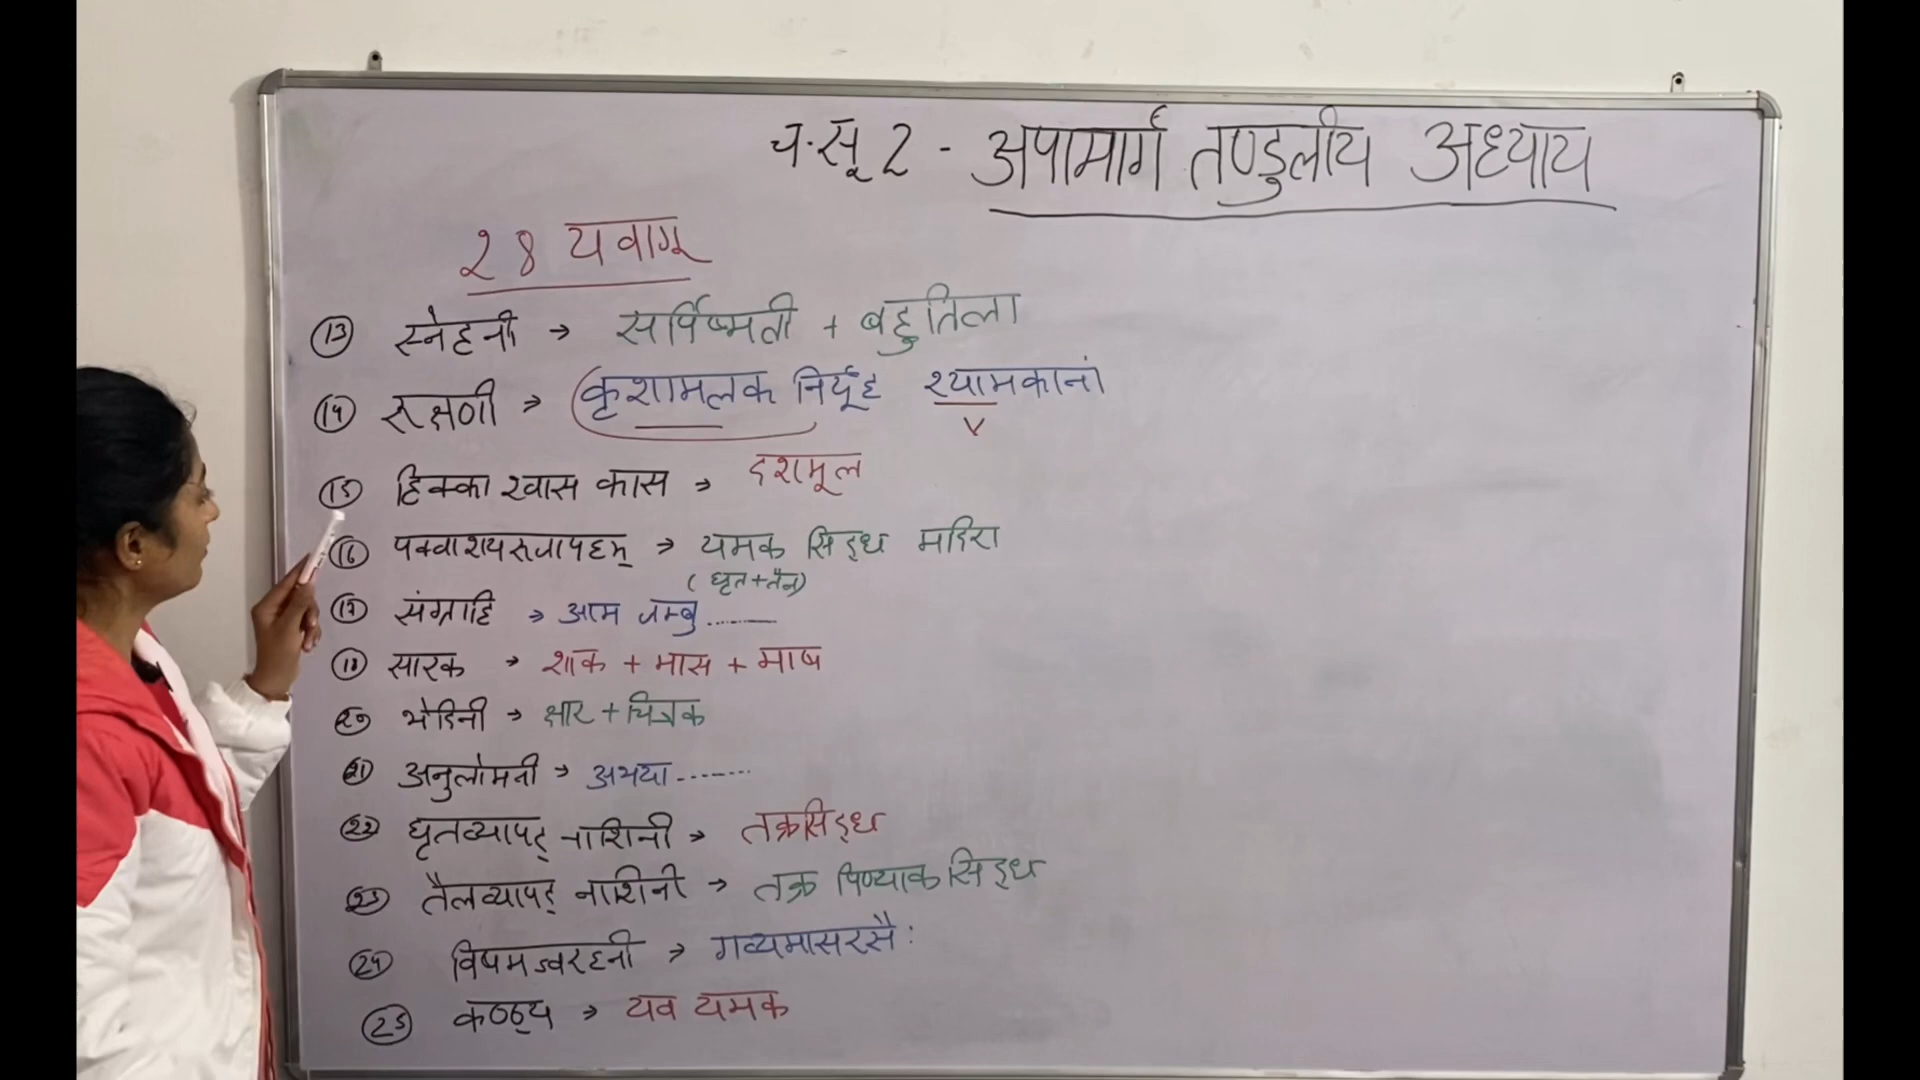 च.सू 2 - अपामार्ग तण्डुलीय अध्याय
28 यवागू
13 स्नेहनी → सर्पिष्मती + बहुतिला
14 रूक्षणी → कृशामलक निर्यूह श्यामकानां
15 हिक्का श्वास कास → दशमूल
16 पक्वाशयरूजापहम् → यमक सिद्ध मदिरा
(घृत+तैल)
17 संग्राहि → आम जम्बु........
18 सारक → शाक + मास + माष
20 भेदिनी → क्षार + चित्रक
21 अनुलोमनी → अभया-------
22 घृतव्यापद् नाशिनी → तक्रसिद्ध
23 तैलव्यापद् नाशिनी → तक्र पिण्याक सिद्ध
24 विषमज्वरहनी → गव्यमासरसै:
25 कण्ठ्य → यव यमक